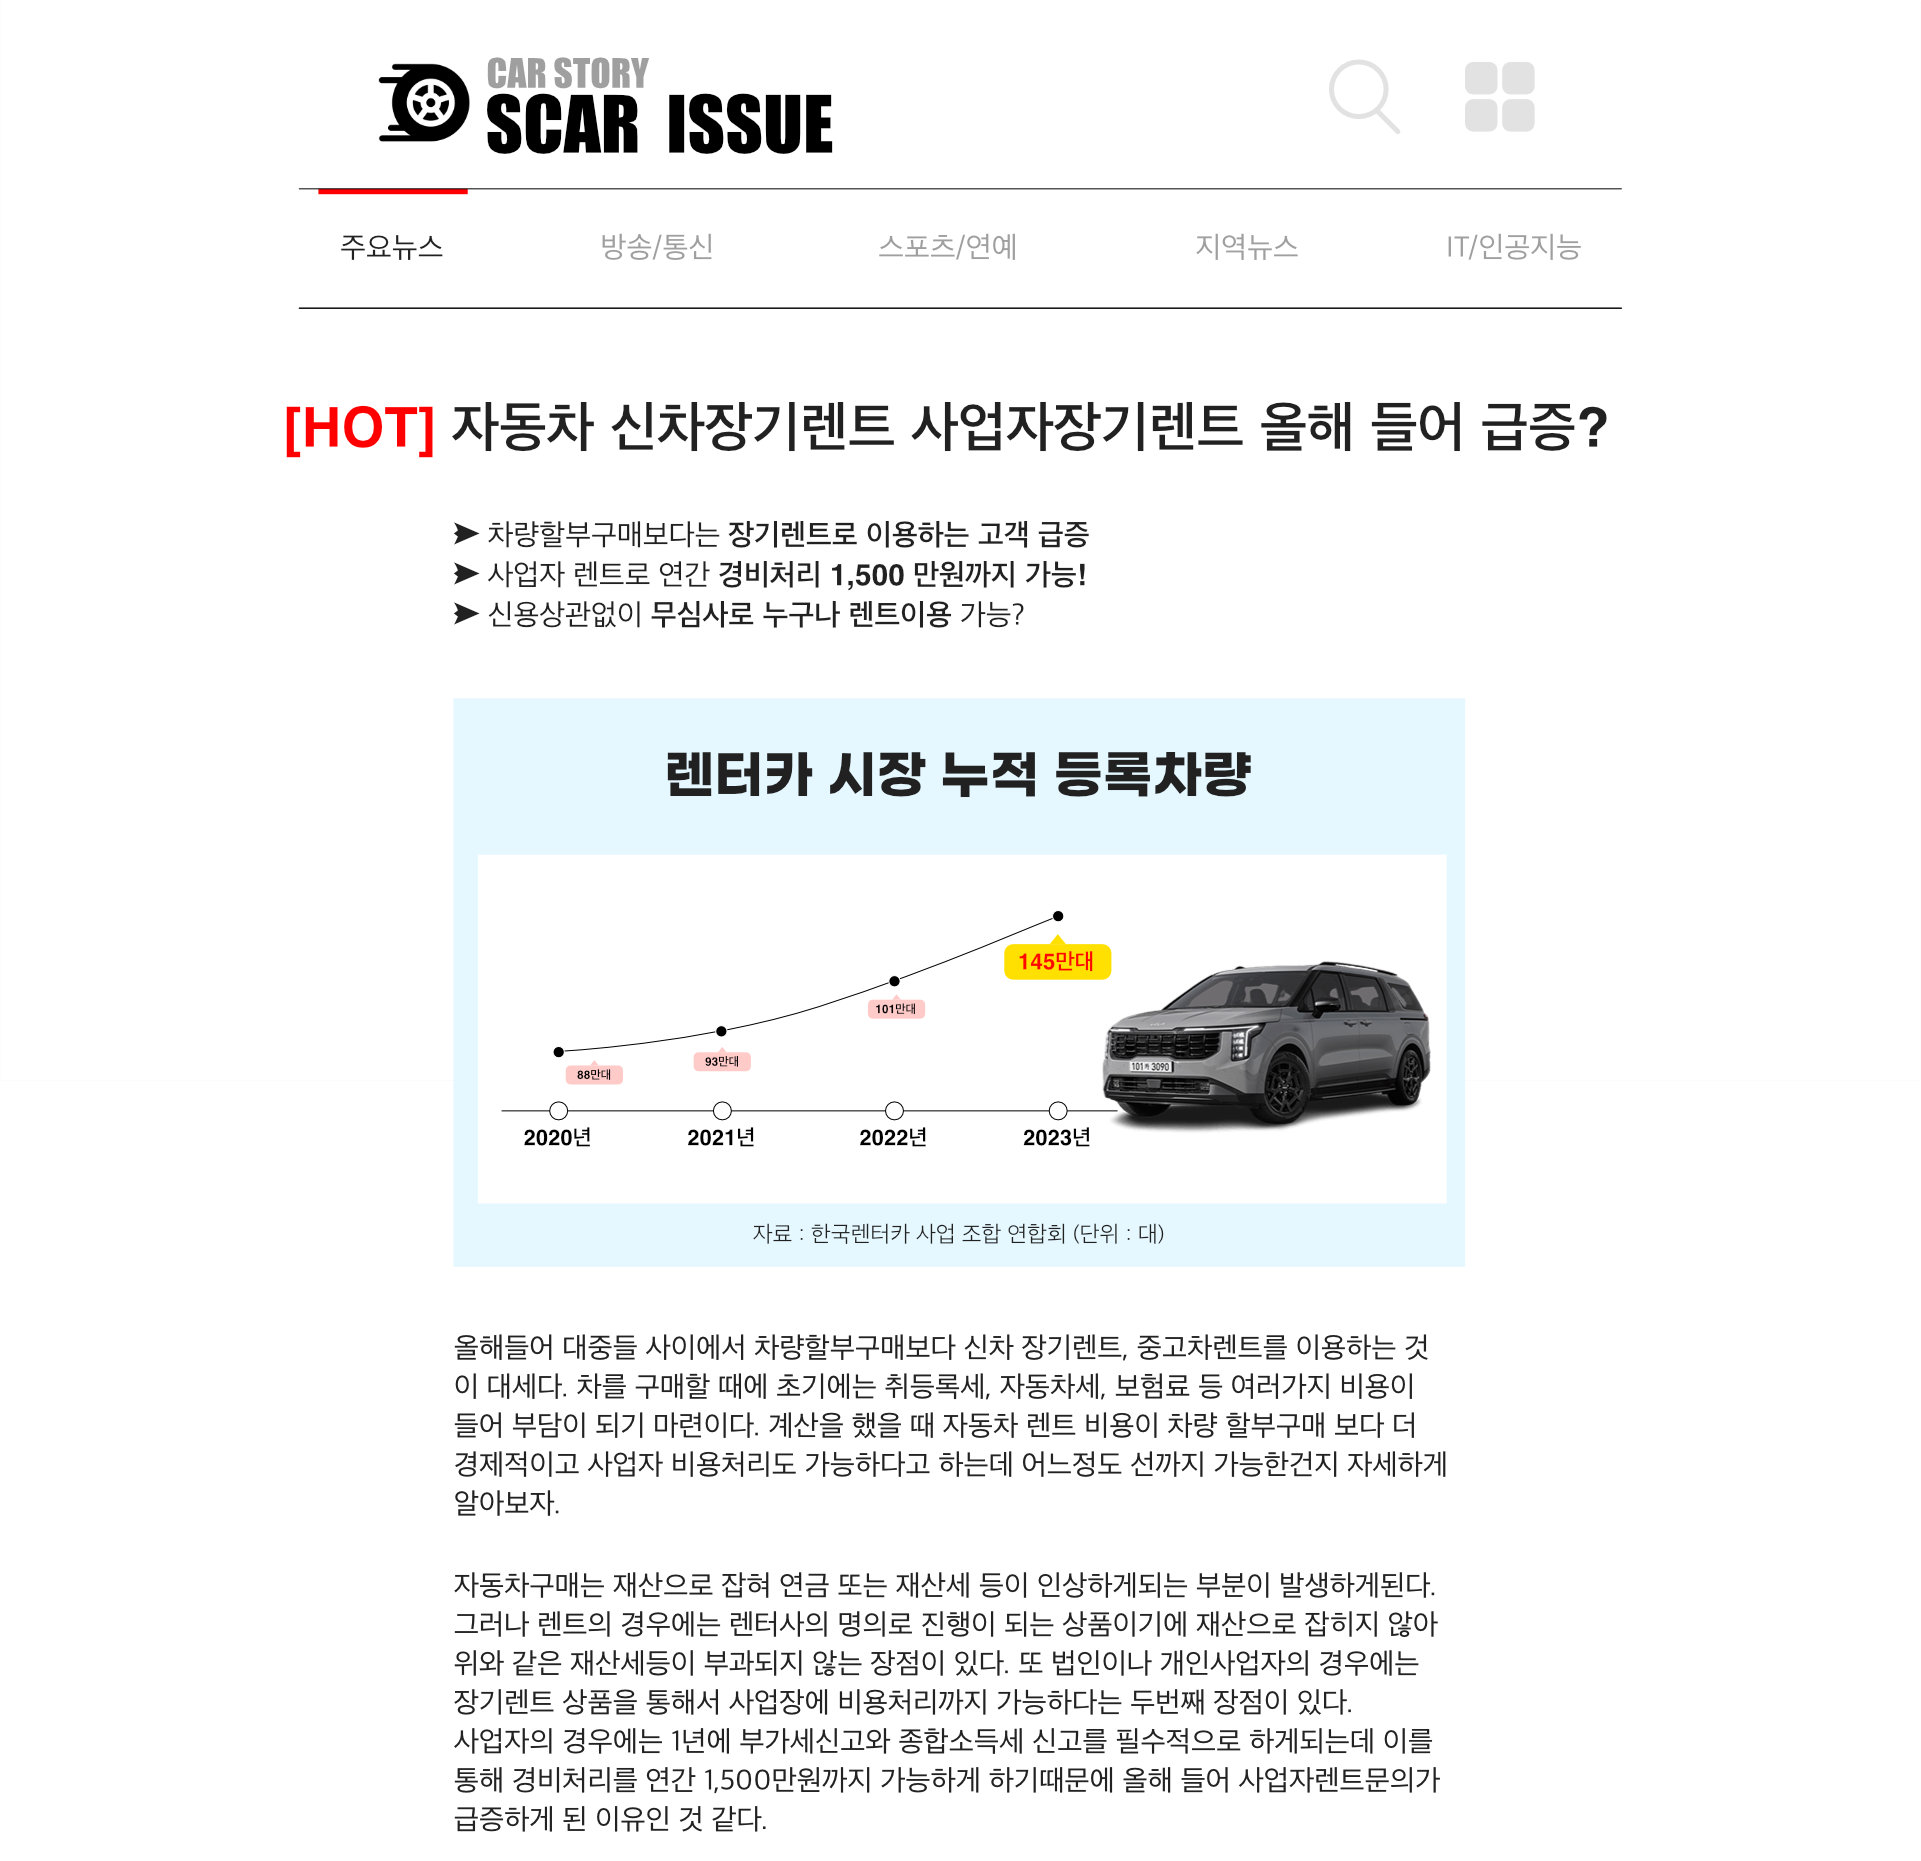 CAR STORY
SCAR ISSUE
주요뉴스 방송/통신 스포츠/연예 지역뉴스 IT/인공지능
[HOT] 자동차 신차장기렌트 사업자장기렌트 올해 들어 급증?
➤ 차량할부구매보다는 장기렌트로 이용하는 고객 급증
➤ 사업자 렌트로 연간 경비처리 1,500 만원까지 가능!
➤ 신용상관없이 무심사로 누구나 렌트이용 가능?
렌터카 시장 누적 등록차량
145만대
101만대
93만대
88만대
101카 3090
2020년 2021년 2022년 2023년
자료 : 한국렌터카 사업 조합 연합회 (단위 : 대)
올해들어 대중들 사이에서 차량할부구매보다 신차 장기렌트, 중고차렌트를 이용하는 것
이 대세다. 차를 구매할 때에 초기에는 취등록세, 자동차세, 보험료 등 여러가지 비용이
들어 부담이 되기 마련이다. 계산을 했을 때 자동차 렌트 비용이 차량 할부구매 보다 더
경제적이고 사업자 비용처리도 가능하다고 하는데 어느정도 선까지 가능한건지 자세하게
알아보자.
자동차구매는 재산으로 잡혀 연금 또는 재산세 등이 인상하게되는 부분이 발생하게된다.
그러나 렌트의 경우에는 렌터사의 명의로 진행이 되는 상품이기에 재산으로 잡히지 않아
위와 같은 재산세등이 부과되지 않는 장점이 있다. 또 법인이나 개인사업자의 경우에는
장기렌트 상품을 통해서 사업장에 비용처리까지 가능하다는 두번째 장점이 있다.
사업자의 경우에는 1년에 부가세신고와 종합소득세 신고를 필수적으로 하게되는데 이를
통해 경비처리를 연간 1,500만원까지 가능하게 하기때문에 올해 들어 사업자렌트문의가
급증하게 된 이유인 것 같다.